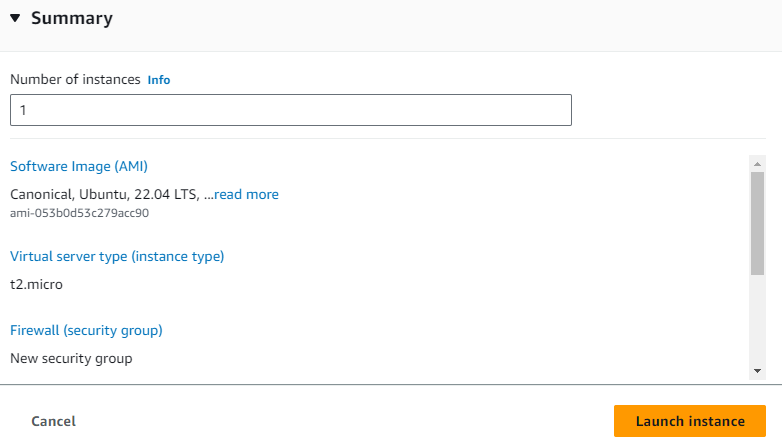 Summary
Number of instances Info
1
Software Image (AMI)
Canonical, Ubuntu, 22.04 LTS, ...read more
ami-053b0d53c279acc90
Virtual server type (instance type)
t2.micro
Firewall (security group)
New security group
Cancel
Launch instance